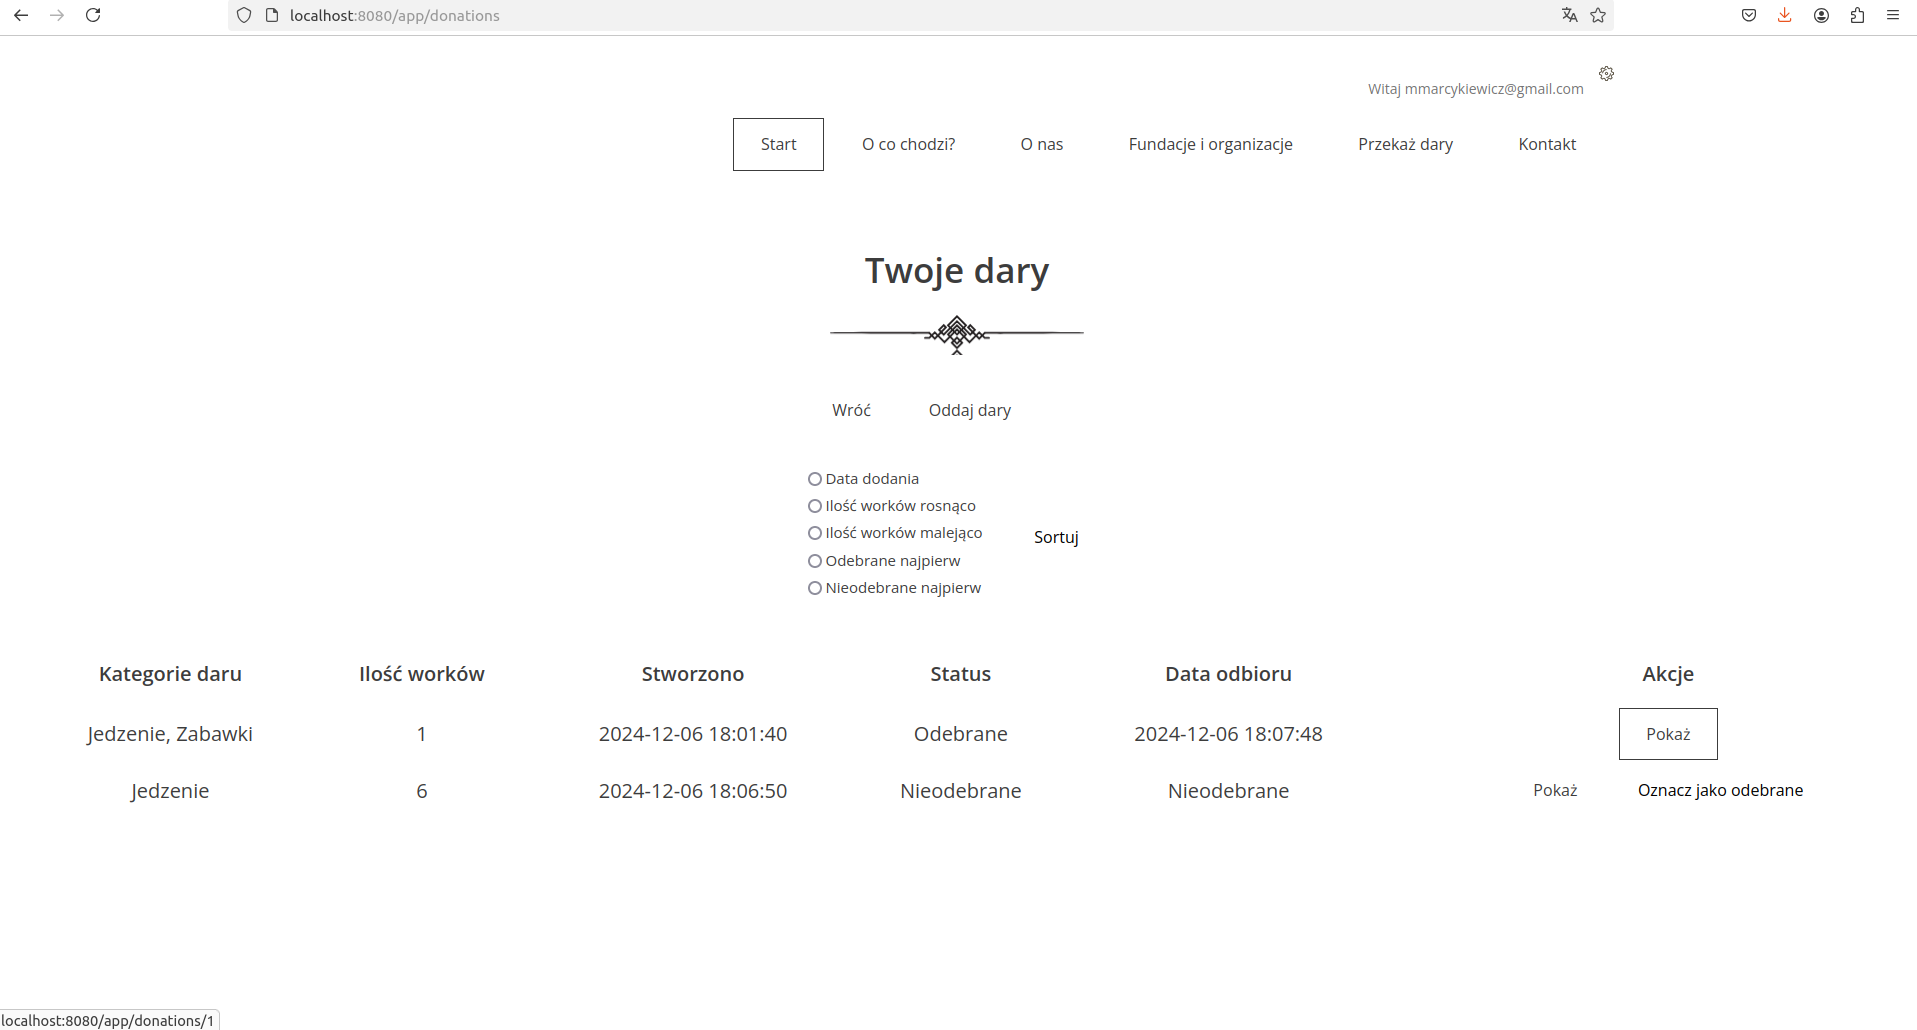 localhost:8080/app/donations
Witaj mmarcykiewicz@gmail.com
Start O co chodzi? O nas Fundacje i organizacje Przekaż dary Kontakt
Twoje dary
Wróć Oddaj dary
Data dodania
Ilość worków rosnąco
Ilość worków malejąco
Sortuj
Odebrane najpierw
Nieodebrane najpierw
Kategorie daru Ilość worków Stworzono Status Data odbioru Akcje
Jedzenie, Zabawki 1 2024-12-06 18:01:40 Odebrane 2024-12-06 18:07:48 Pokaż
Jedzenie 6 2024-12-06 18:06:50 Nieodebrane Nieodebrane Pokaż Oznacz jako odebrane
localhost:8080/app/donations/1